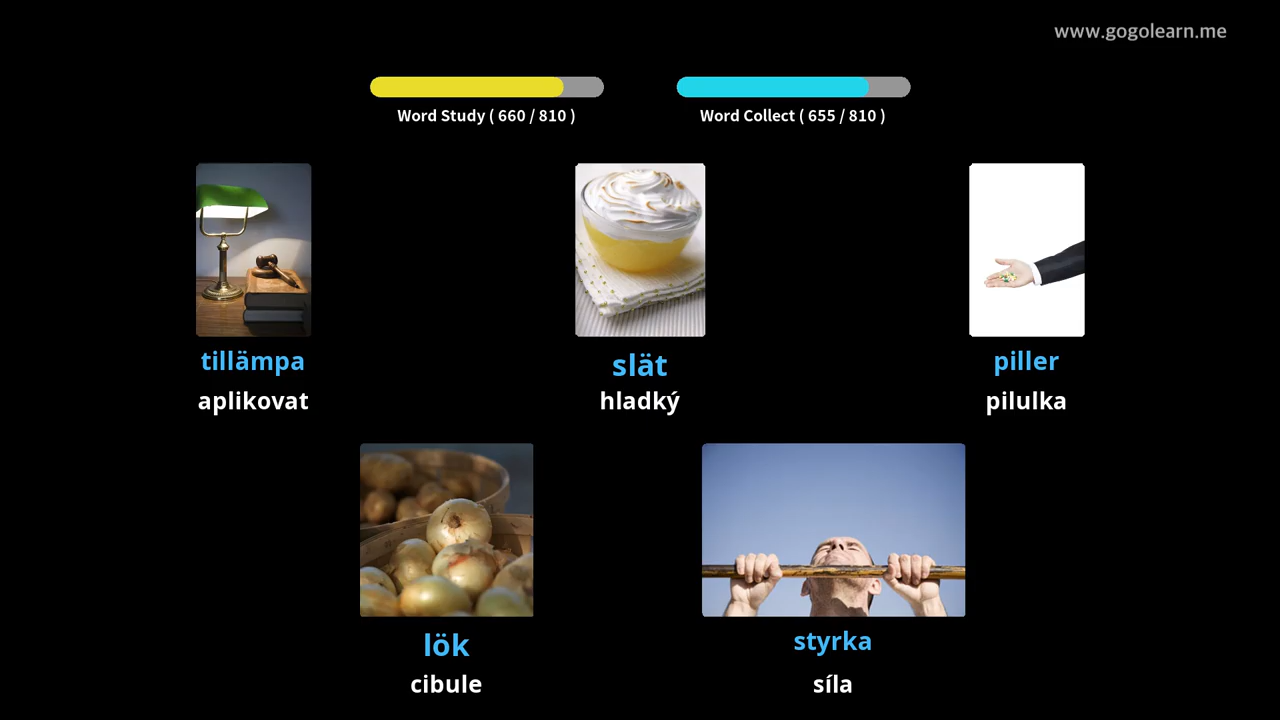 www.gogolearn.me
Word Study ( 660 / 810 )
Word Collect ( 655 / 810 )
tillämpa
aplikovat
slät
hladký
piller
pilulka
lök
cibule
styrka
síla